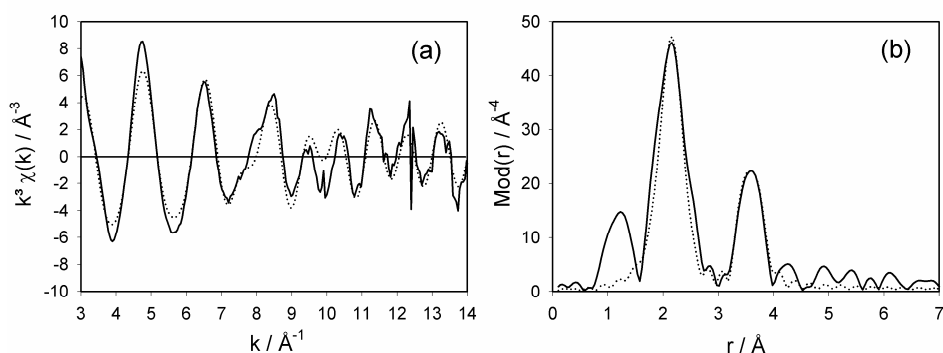 (a)
k³ χ(k) / Å⁻³
10
8
6
4
2
0
-2
-4
-6
-8
-10
3 4 5 6 7 8 9 10 11 12 13 14
k / Å⁻¹
(b)
Mod(r) / Å⁻⁴
50
40
30
20
10
0
0 1 2 3 4 5 6 7
r / Å